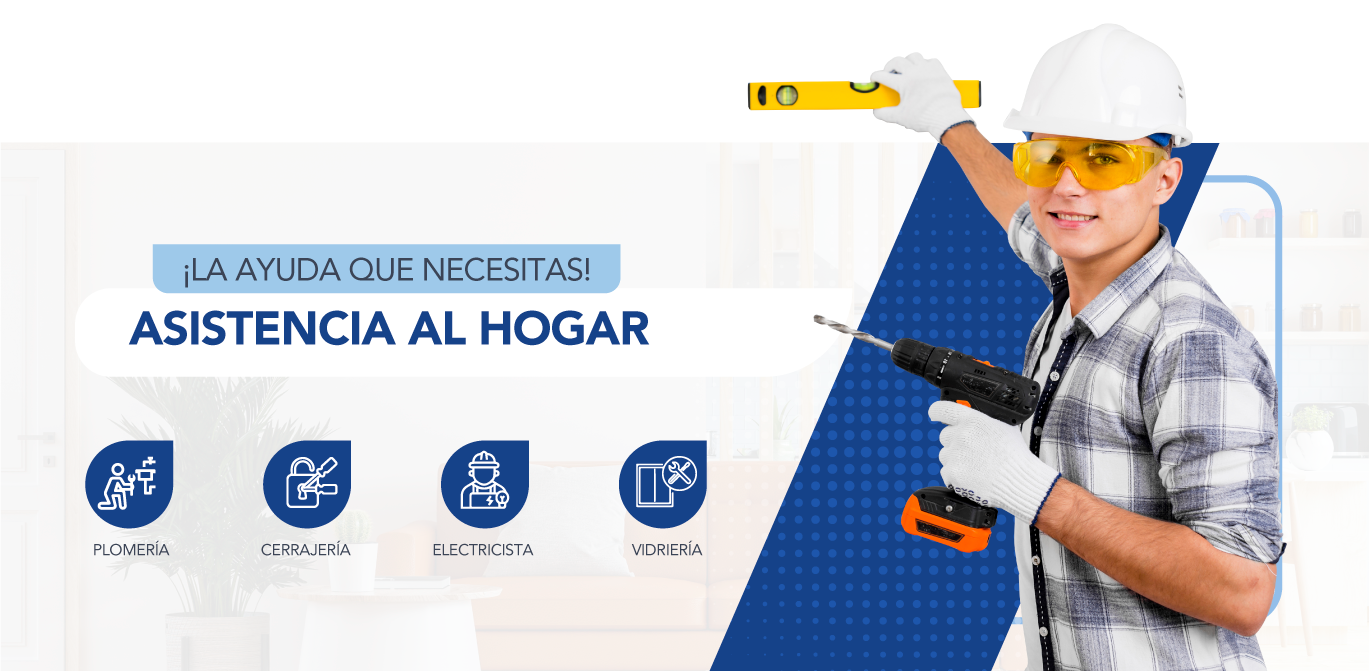 ¡LA AYUDA QUE NECESITAS!
ASISTENCIA AL HOGAR
PLOMERÍA
CERRAJERÍA
ELECTRICISTA
VIDRIERÍA